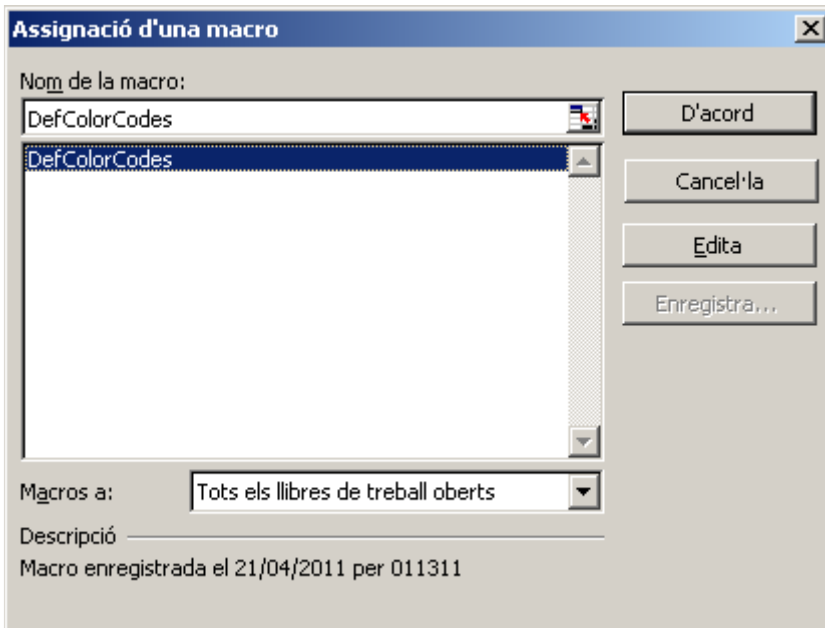 Assignació d'una macro
Nom de la macro:
DefColorCodes
D'acord
DefColorCodes
Cancel·la
Edita
Enregistra...
Macros a:
Tots els llibres de treball oberts
Descripció
Macro enregistrada el 21/04/2011 per 011311